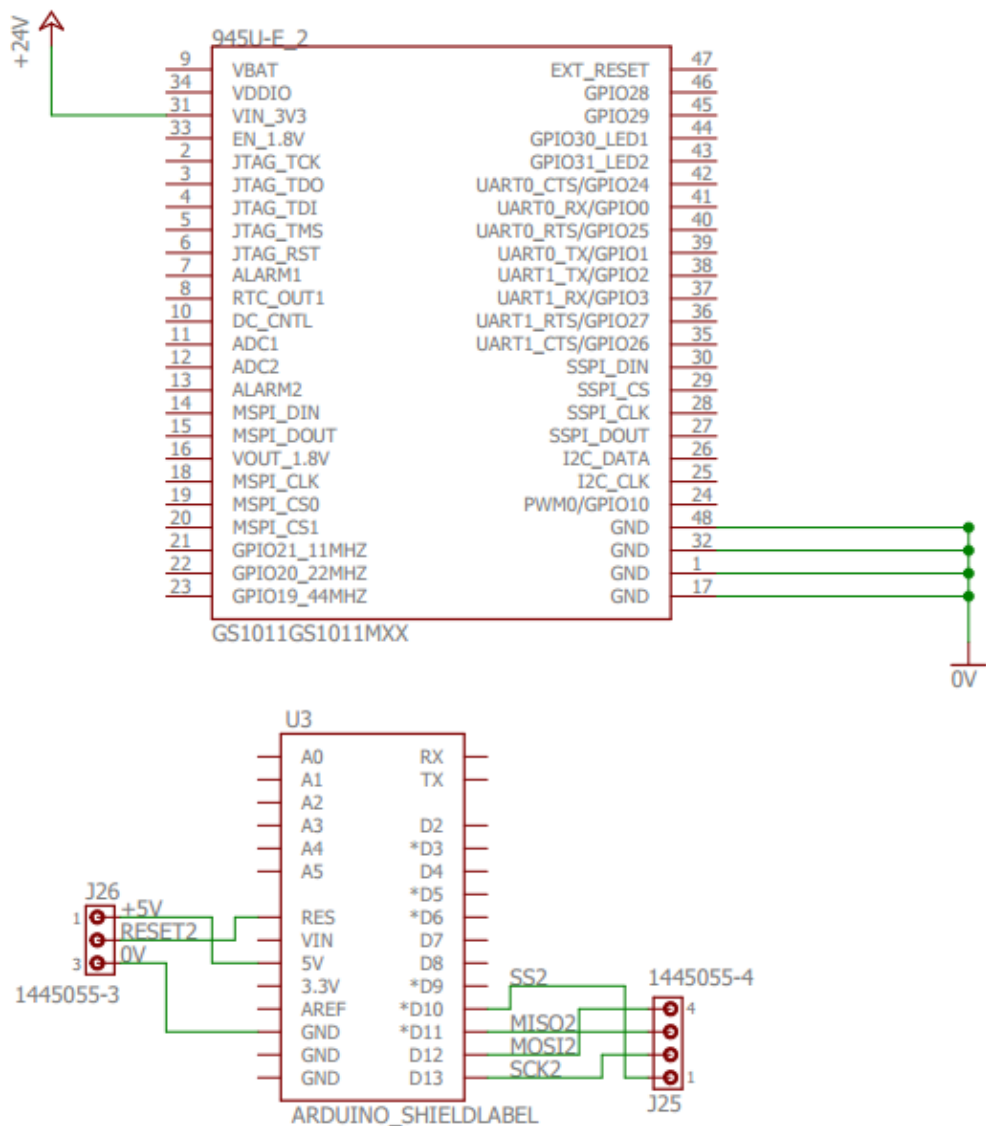 +24V
945U-E_2
9 VBAT EXT_RESET 47
34 VDDIO GPIO28 46
31 VIN_3V3 GPIO29 45
33 EN_1.8V GPIO30_LED1 44
2 JTAG_TCK GPIO31_LED2 43
3 JTAG_TDO UART0_CTS/GPIO24 42
4 JTAG_TDI UART0_RX/GPIO0 41
5 JTAG_TMS UART0_RTS/GPIO25 40
6 JTAG_RST UART0_TX/GPIO1 39
7 ALARM1 UART1_TX/GPIO2 38
8 RTC_OUT1 UART1_RX/GPIO3 37
10 DC_CNTL UART1_RTS/GPIO27 36
11 ADC1 UART1_CTS/GPIO26 35
12 ADC2 SSPI_DIN 30
13 ALARM2 SSPI_CS 29
14 MSPI_DIN SSPI_CLK 28
15 MSPI_DOUT SSPI_DOUT 27
16 VOUT_1.8V I2C_DATA 26
18 MSPI_CLK I2C_CLK 25
19 MSPI_CS0 PWM0/GPIO10 24
20 MSPI_CS1 GND 48
21 GPIO21_11MHZ GND 32
22 GPIO20_22MHZ GND 1
23 GPIO19_44MHZ GND 17
GS1011GS1011MXX
0V
U3
A0 RX
A1 TX
A2
A3 D2
A4 *D3
A5 D4
*D5
J26
1 +5V RES *D6
RESET2 VIN D7
3 0V 5V D8
1445055-3 3.3V *D9 SS2 1445055-4
AREF *D10 4
GND *D11 MISO2
GND D12 MOSI2
GND D13 SCK2 1
J25
ARDUINO_SHIELDLABEL